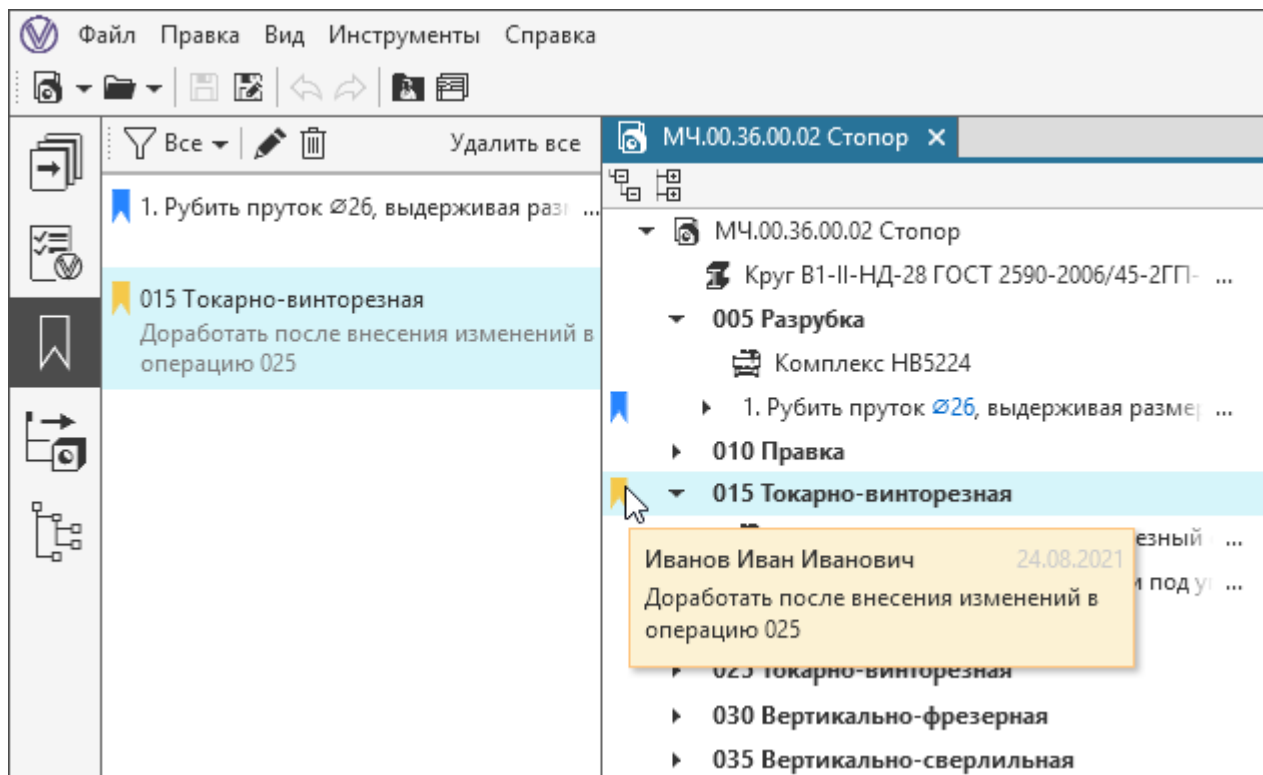 Файл Правка Вид Инструменты Справка
Все
Удалить все
1. Рубить пруток ⌀26, выдерживая раз ...
015 Токарно-винторезная
Доработать после внесения изменений в
операцию 025
МЧ.00.36.00.02 Стопор
МЧ.00.36.00.02 Стопор
Круг В1-II-НД-28 ГОСТ 2590-2006/45-2ГП- ...
005 Разрубка
Комплекс НВ5224
1. Рубить пруток ⌀26, выдерживая разме ...
010 Правка
015 Токарно-винторезная
езный ...
под у ...
Иванов Иван Иванович 24.08.2021
Доработать после внесения изменений в
операцию 025
025 Токарно-винторезная
030 Вертикально-фрезерная
035 Вертикально-сверлильная